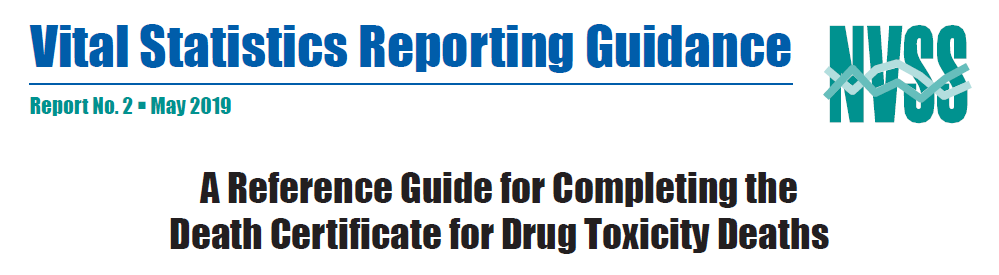 Vital Statistics Reporting Guidance
NVSS
Report No. 2 ▪ May 2019
A Reference Guide for Completing the
Death Certificate for Drug Toxicity Deaths